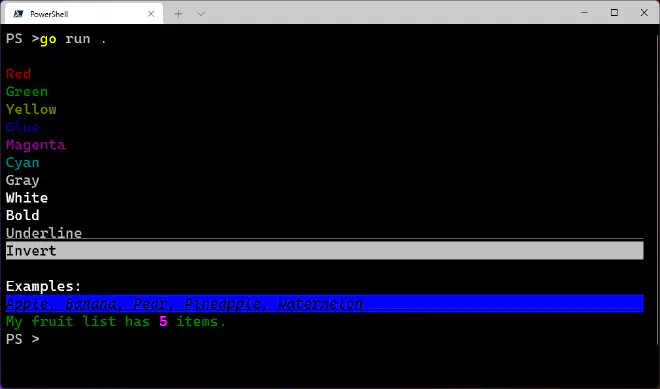 PowerShell
PS >go run .
Red
Green
Yellow
Blue
Magenta
Cyan
Gray
White
Bold
Underline
Invert
Examples:
Apple, Banana, Pear, Pineapple, Watermelon
My fruit list has 5 items.
PS >